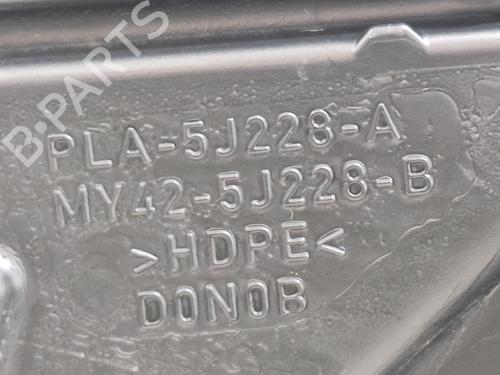 B-PARTS
PLA-5J228-A
MY42-5J228-B
>HDPE<
DONOB